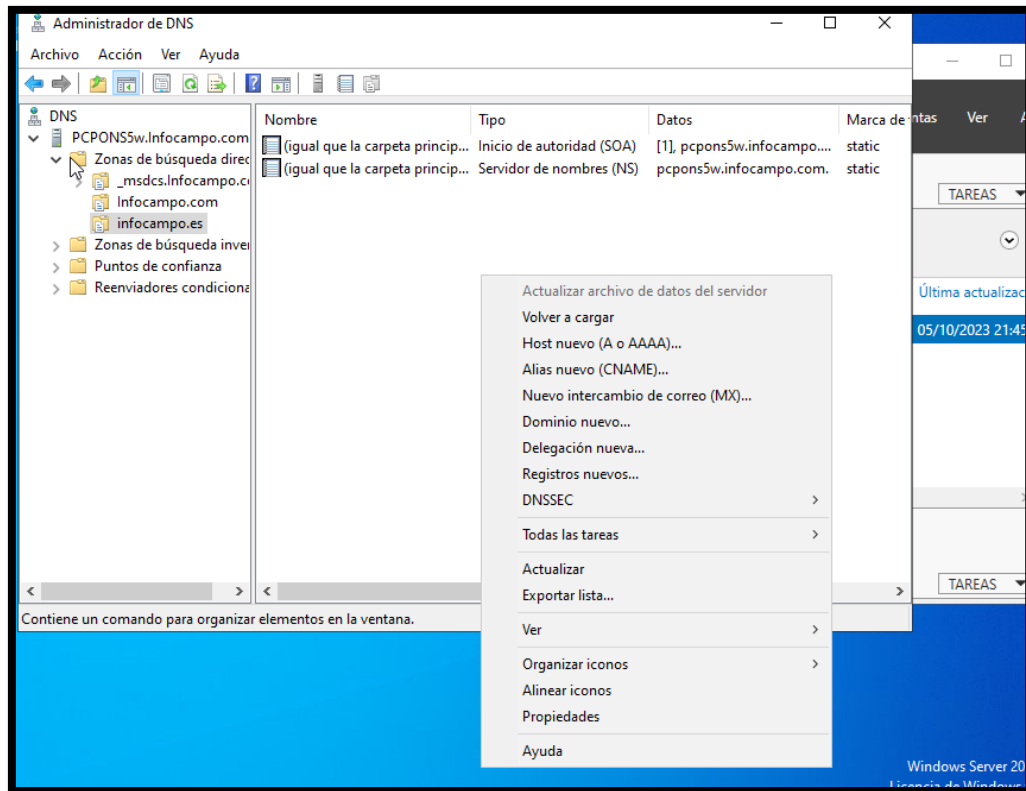 Administrador de DNS
Archivo Acción Ver Ayuda
DNS
PCPONS5w.Infocampo.com
Zonas de búsqueda direc
_msdcs.Infocampo.c
Infocampo.com
infocampo.es
Zonas de búsqueda inve
Puntos de confianza
Reenviadores condiciona
Nombre Tipo Datos Marca de
(igual que la carpeta princip... Inicio de autoridad (SOA) [1], pcpons5w.infocampo.... static
(igual que la carpeta princip... Servidor de nombres (NS) pcpons5w.infocampo.com. static
Actualizar archivo de datos del servidor
Volver a cargar
Host nuevo (A o AAAA)...
Alias nuevo (CNAME)...
Nuevo intercambio de correo (MX)...
Dominio nuevo...
Delegación nueva...
Registros nuevos...
DNSSEC
Todas las tareas
Actualizar
Exportar lista...
Ver
Organizar iconos
Alinear iconos
Propiedades
Ayuda
Contiene un comando para organizar elementos en la ventana.
ntas Ver
TAREAS
Última actualizac
05/10/2023 21:45
TAREAS
Windows Server 20
Licencia de Windows